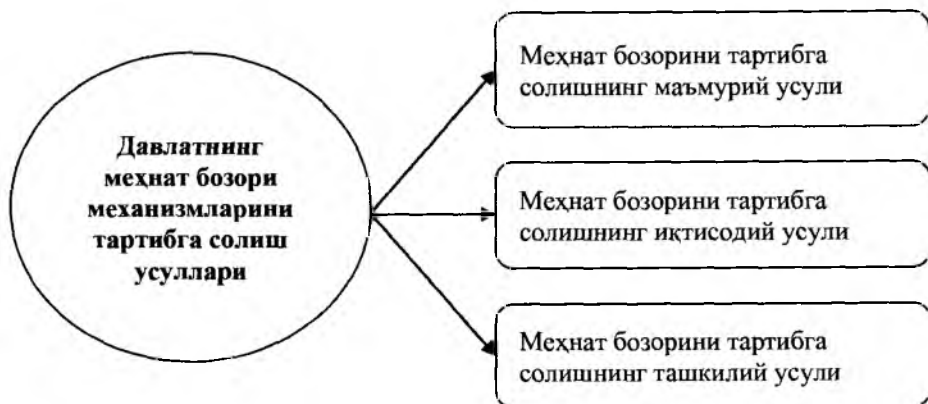 Давлатнинг
меҳнат бозори
механизмларини
тартибга солиш
усуллари
Меҳнат бозорини тартибга
солишнинг маъмурий усули
Меҳнат бозорини тартибга
солишнинг иқтисодий усули
Меҳнат бозорини тартибга
солишнинг ташкилий усули